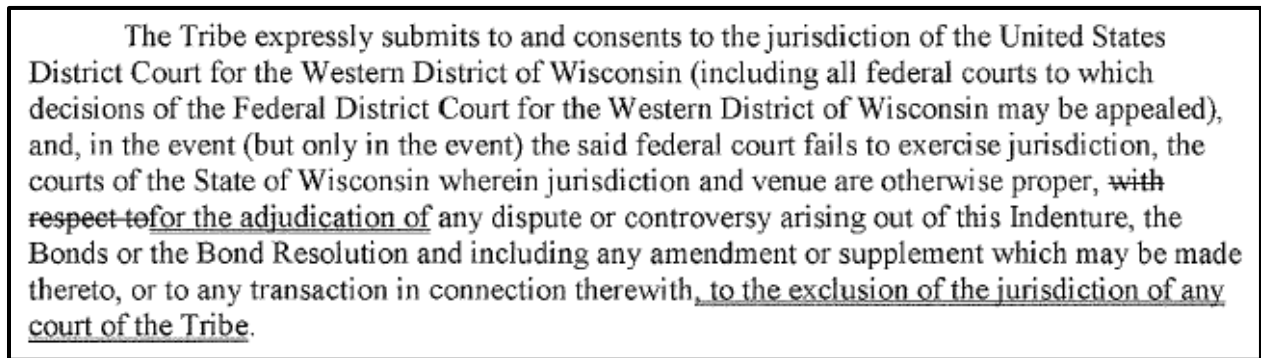 The Tribe expressly submits to and consents to the jurisdiction of the United States
District Court for the Western District of Wisconsin (including all federal courts to which
decisions of the Federal District Court for the Western District of Wisconsin may be appealed),
and, in the event (but only in the event) the said federal court fails to exercise jurisdiction, the
courts of the State of Wisconsin wherein jurisdiction and venue are otherwise proper, with
respect tofor the adjudication of any dispute or controversy arising out of this Indenture, the
Bonds or the Bond Resolution and including any amendment or supplement which may be made
thereto, or to any transaction in connection therewith, to the exclusion of the jurisdiction of any
court of the Tribe.